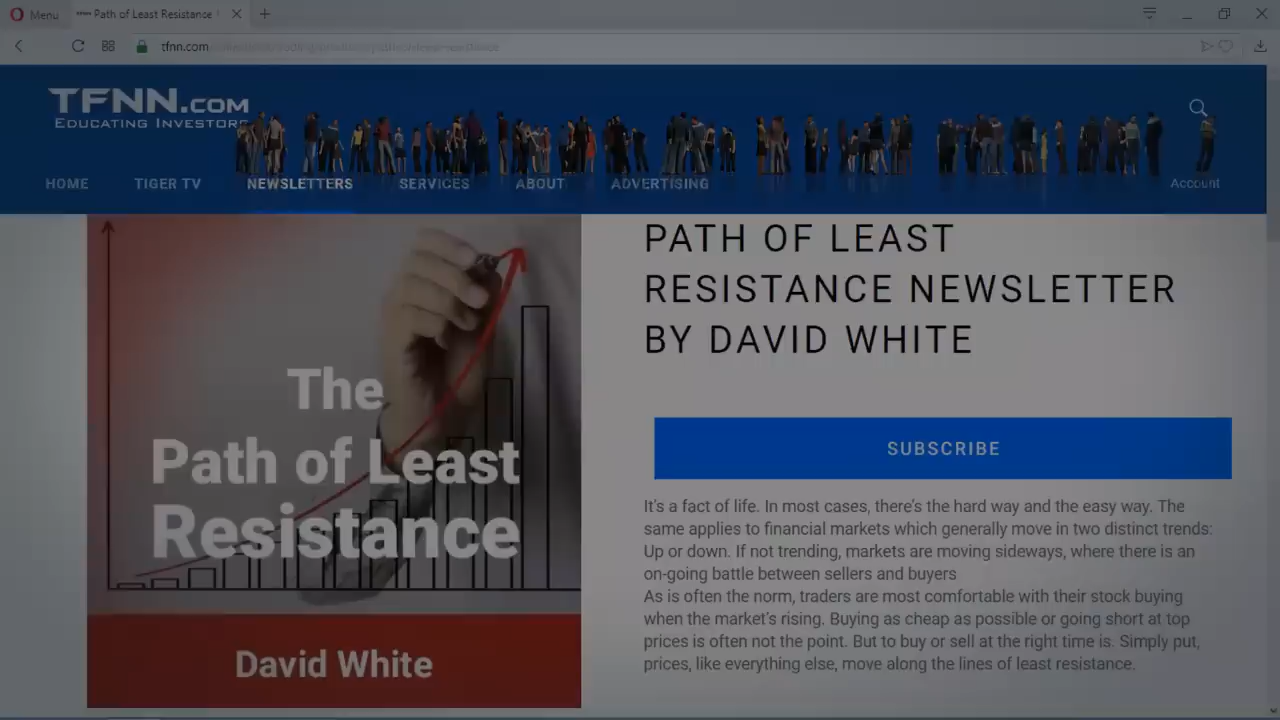 Menu
Path of Least Resistance
tfnn.com
TFNN.COM
EDUCATING INVESTORS
HOME
TIGER TV
NEWSLETTERS
SERVICES
ABOUT
ADVERTISING
Account
The
Path of Least
Resistance
David White
PATH OF LEAST
RESISTANCE NEWSLETTER
BY DAVID WHITE
SUBSCRIBE
It's a fact of life. In most cases, there's the hard way and the easy way. The
same applies to financial markets which generally move in two distinct trends:
Up or down. If not trending, markets are moving sideways, where there is an
on-going battle between sellers and buyers
As is often the norm, traders are most comfortable with their stock buying
when the market's rising. Buying as cheap as possible or going short at top
prices is often not the point. But to buy or sell at the right time is. Simply put,
prices, like everything else, move along the lines of least resistance.